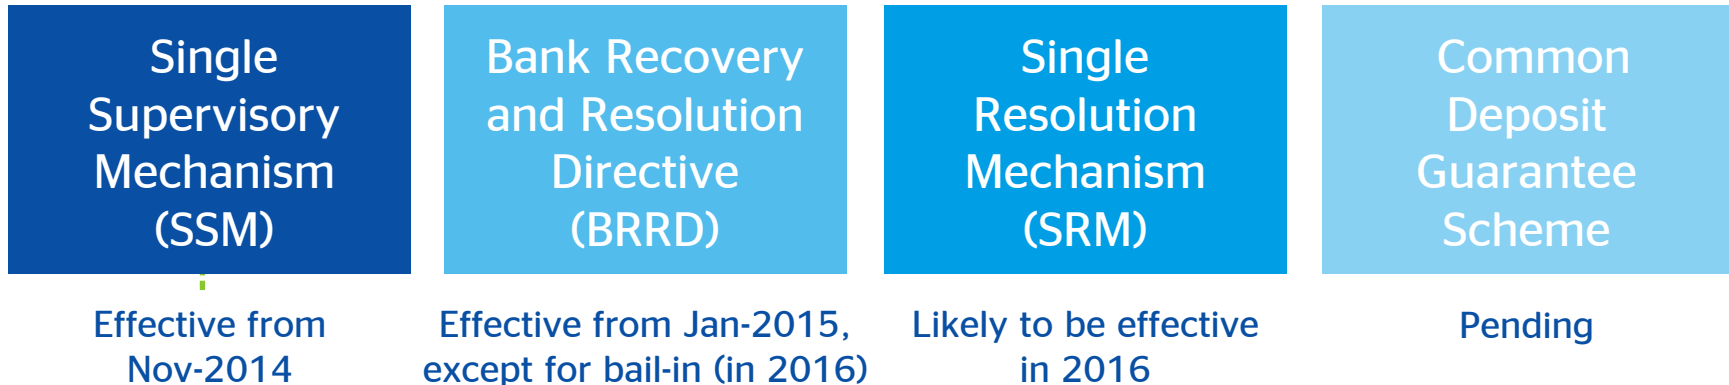 Single
Supervisory
Mechanism
(SSM)
Bank Recovery
and Resolution
Directive
(BRRD)
Single
Resolution
Mechanism
(SRM)
Common
Deposit
Guarantee
Scheme
Effective from
Nov-2014
Effective from Jan-2015,
except for bail-in (in 2016)
Likely to be effective
in 2016
Pending